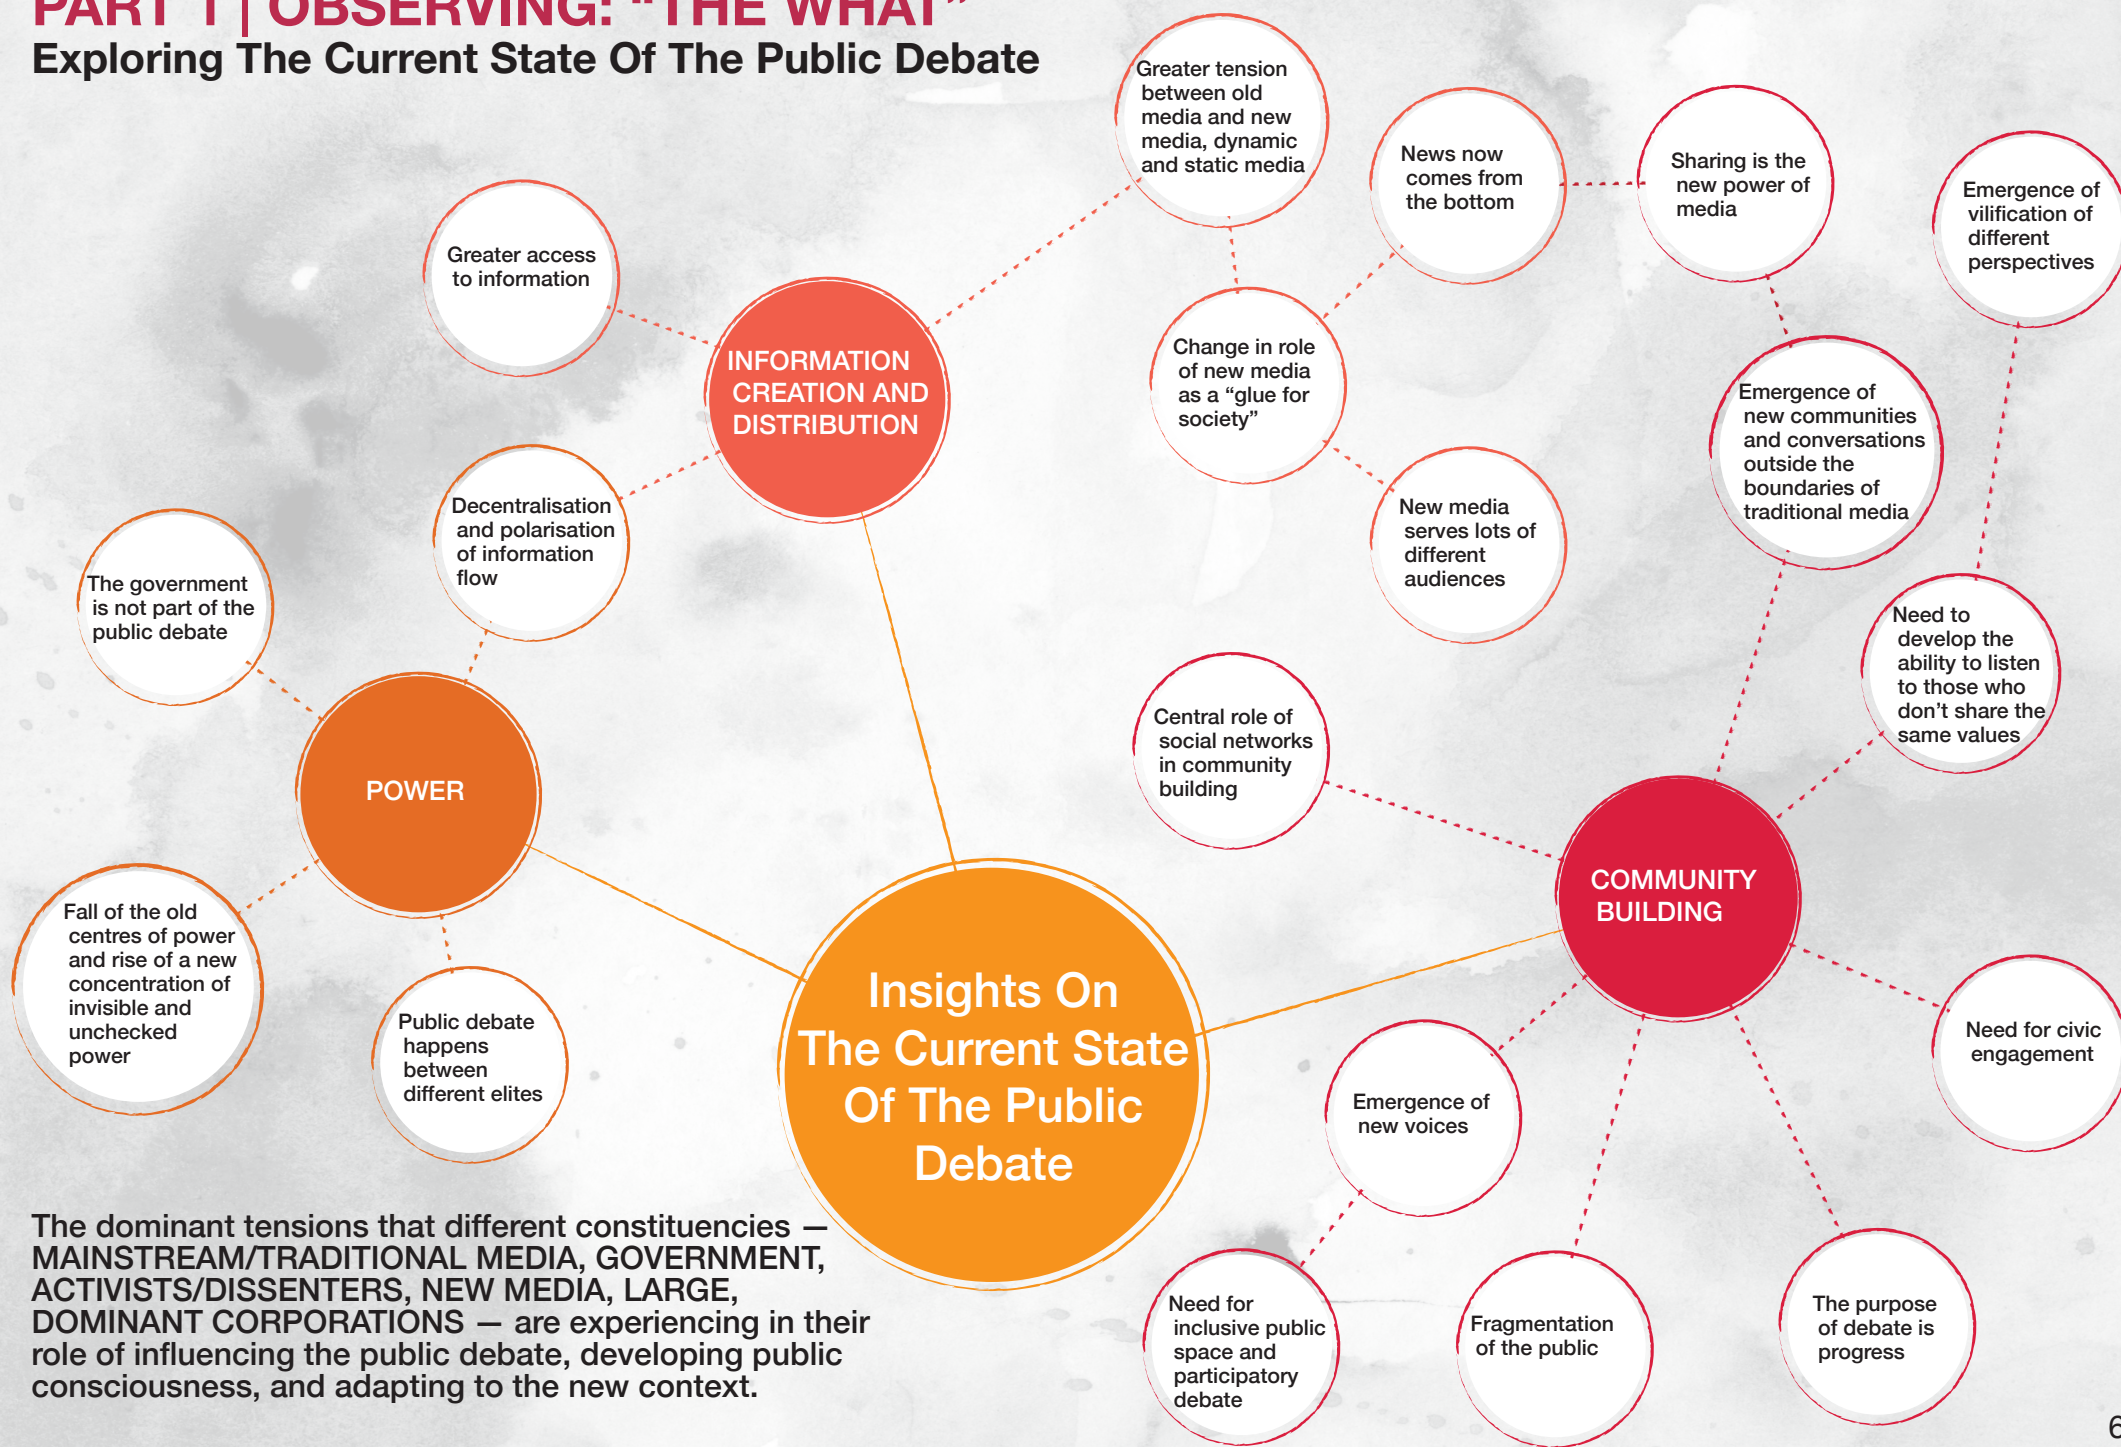 PART 1 | OBSERVING: "THE WHAT"
Exploring The Current State Of The Public Debate
Greater tension
between old
media and new
media, dynamic
and static media
News now
comes from
the bottom
Sharing is the
new power of
media
Emergence of
vilification of
different
perspectives
Greater access
to information
INFORMATION
CREATION AND
DISTRIBUTION
Change in role
of new media
as a “glue for
society”
Emergence of
new communities
and conversations
outside the
boundaries of
traditional media
Decentralisation
and polarisation
of information
flow
New media
serves lots of
different
audiences
The government
is not part of the
public debate
Need to
develop the
ability to listen
to those who
don’t share the
same values
POWER
Central role of
social networks
in community
building
COMMUNITY
BUILDING
Fall of the old
centres of power
and rise of a new
concentration of
invisible and
unchecked
power
Public debate
happens
between
different elites
Insights On
The Current State
Of The Public
Debate
Need for civic
engagement
Emergence of
new voices
Need for
inclusive public
space and
participatory
debate
Fragmentation
of the public
The purpose
of debate is
progress
The dominant tensions that different constituencies —
MAINSTREAM/TRADITIONAL MEDIA, GOVERNMENT,
ACTIVISTS/DISSENTERS, NEW MEDIA, LARGE,
DOMINANT CORPORATIONS — are experiencing in their
role of influencing the public debate, developing public
consciousness, and adapting to the new context.
6